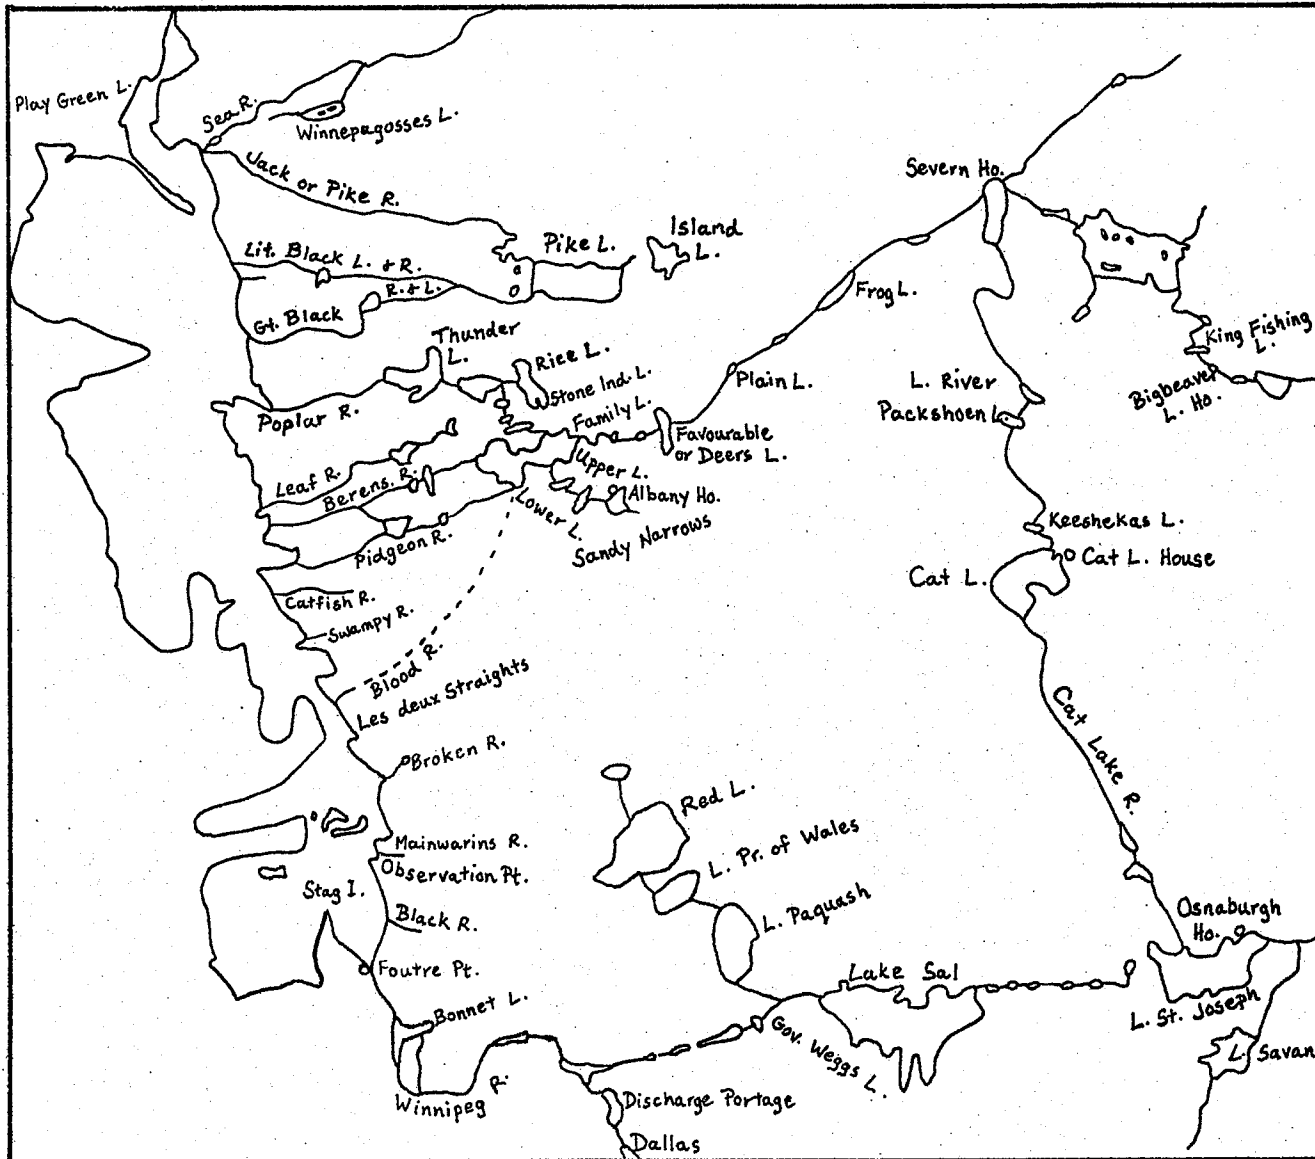 Play Green L.
Sea R.
Winnepagosses L.
Jack or Pike R.
Severn Ho.
Island
L.
Pike L.
Lit. Black L. & R.
R. & L.
Gt. Black
Frog L.
Thunder
L.
Rice L.
Stone Ind. L.
King Fishing
L.
Plain L.
L. River
Packshoen L.
Bigbeaver
L. Ho.
Poplar R.
Family L.
Favourable
or Deers L.
Upper L.
Leaf R.
Berens. R.
Albany Ho.
Lower L.
Sandy Narrows
Pidgeon R.
Keeshekas L.
Cat L. House
Cat L.
Catfish R.
Swampy R.
Blood R.
Les deux Straights
Cat Lake R.
Broken R.
Red L.
Mainwarins R.
Observation Pt.
L. Pr. of Wales
Stag I.
Black R.
L. Paquash
Osnaburgh
Ho.
Foutre Pt.
Lake Sal
Bonnet L.
L. St. Joseph
Gov. Weggs L.
L. Savan
Winnipeg R.
Discharge Portage
Dallas